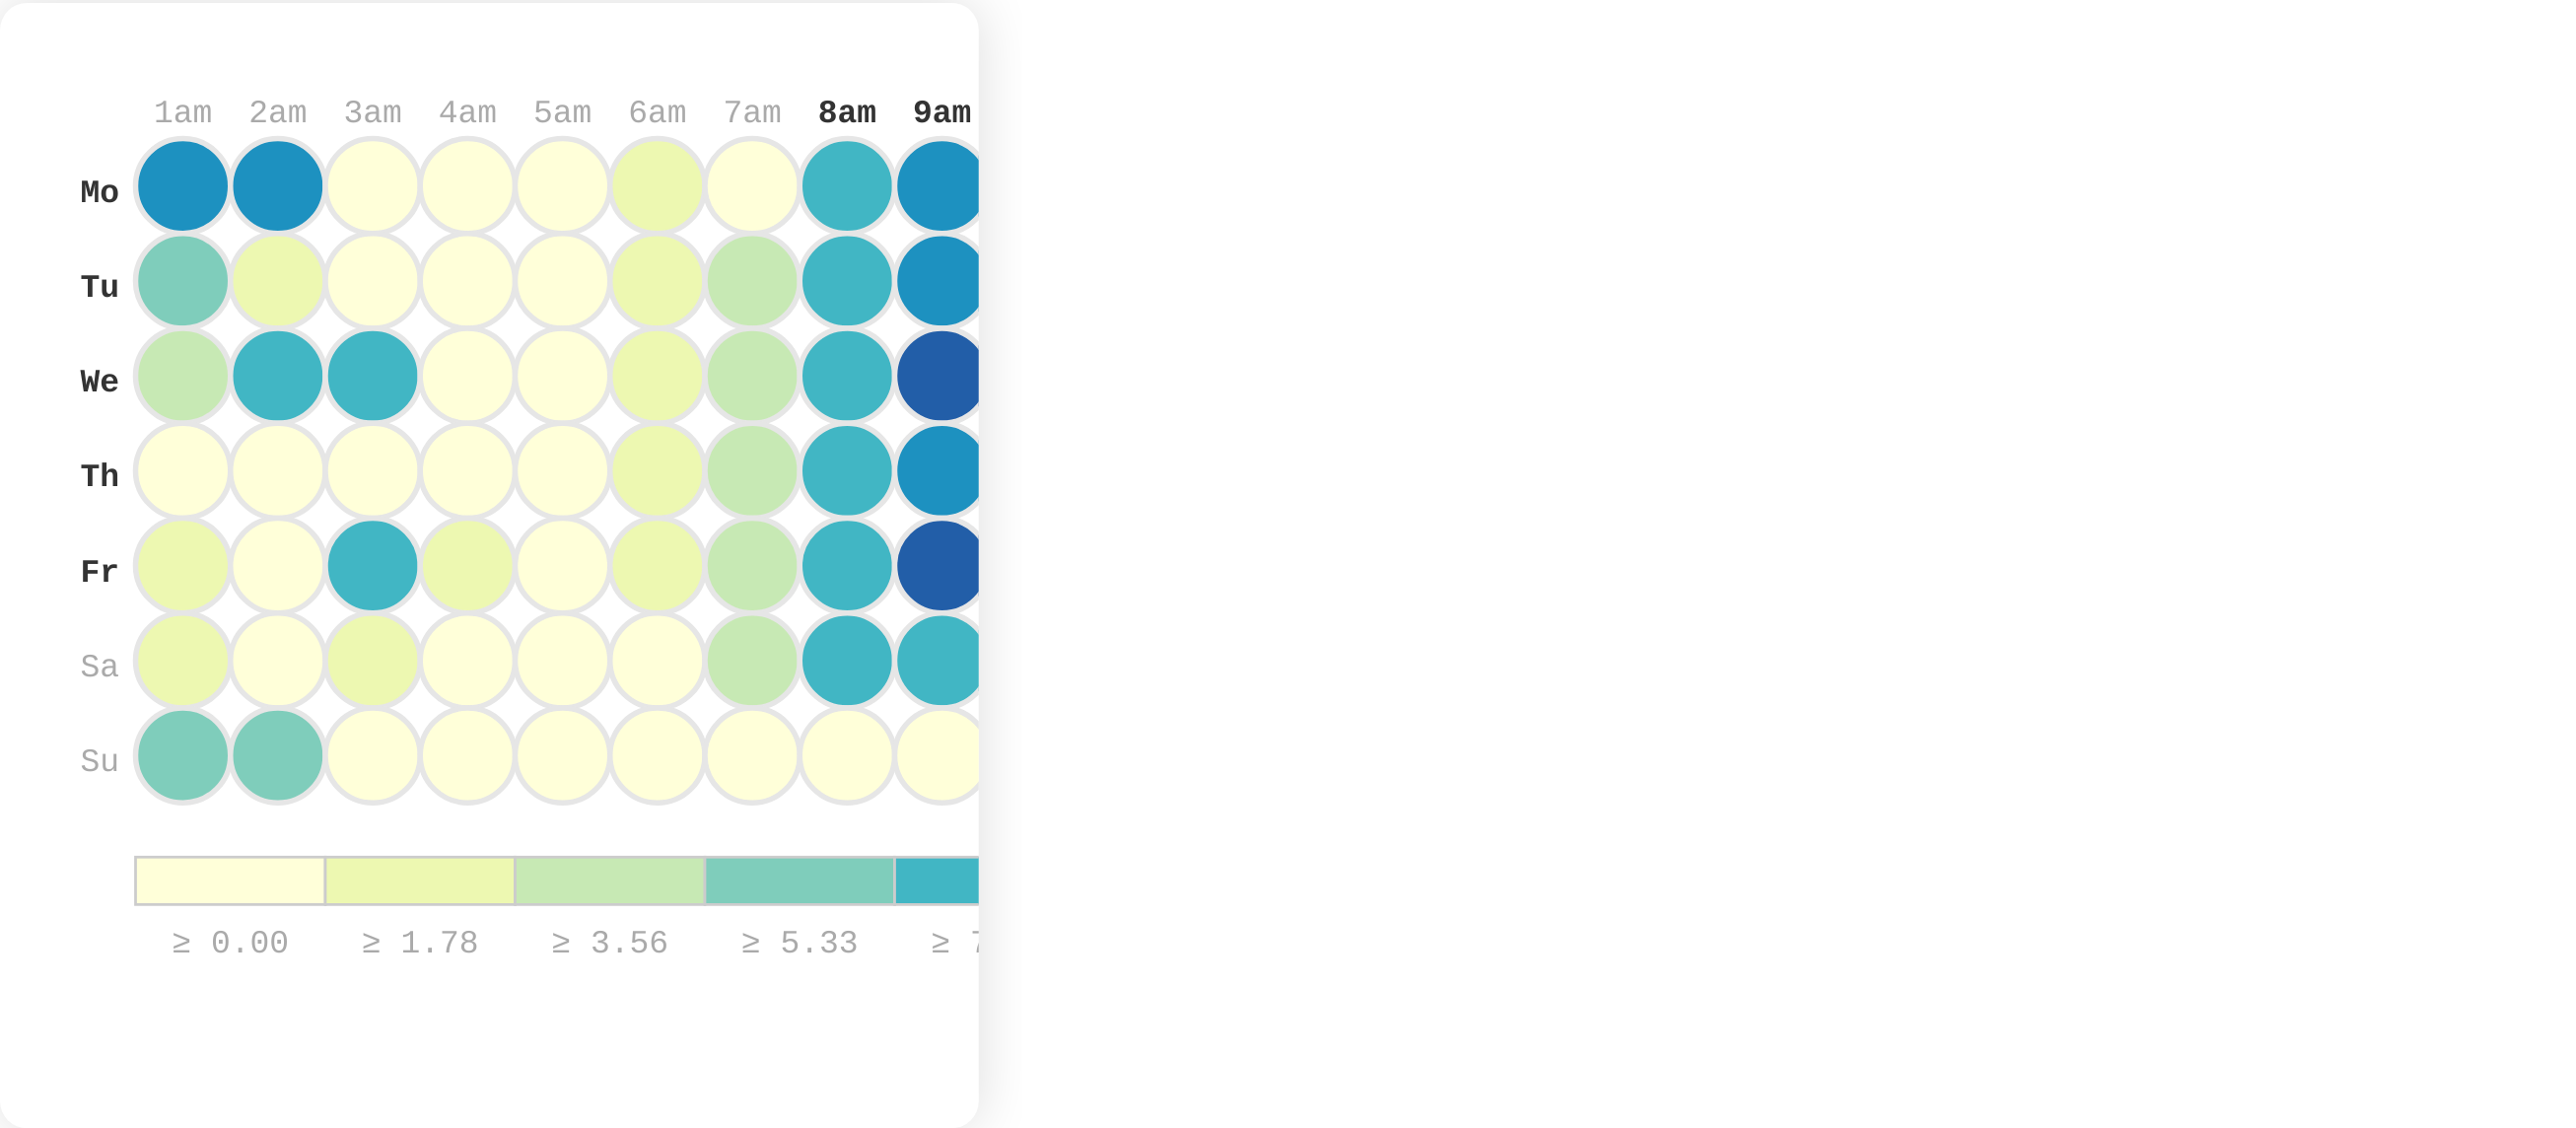 1am 2am 3am 4am 5am 6am 7am 8am 9am
Mo
Tu
We
Th
Fr
Sa
Su
≥ 0.00 ≥ 1.78 ≥ 3.56 ≥ 5.33 ≥